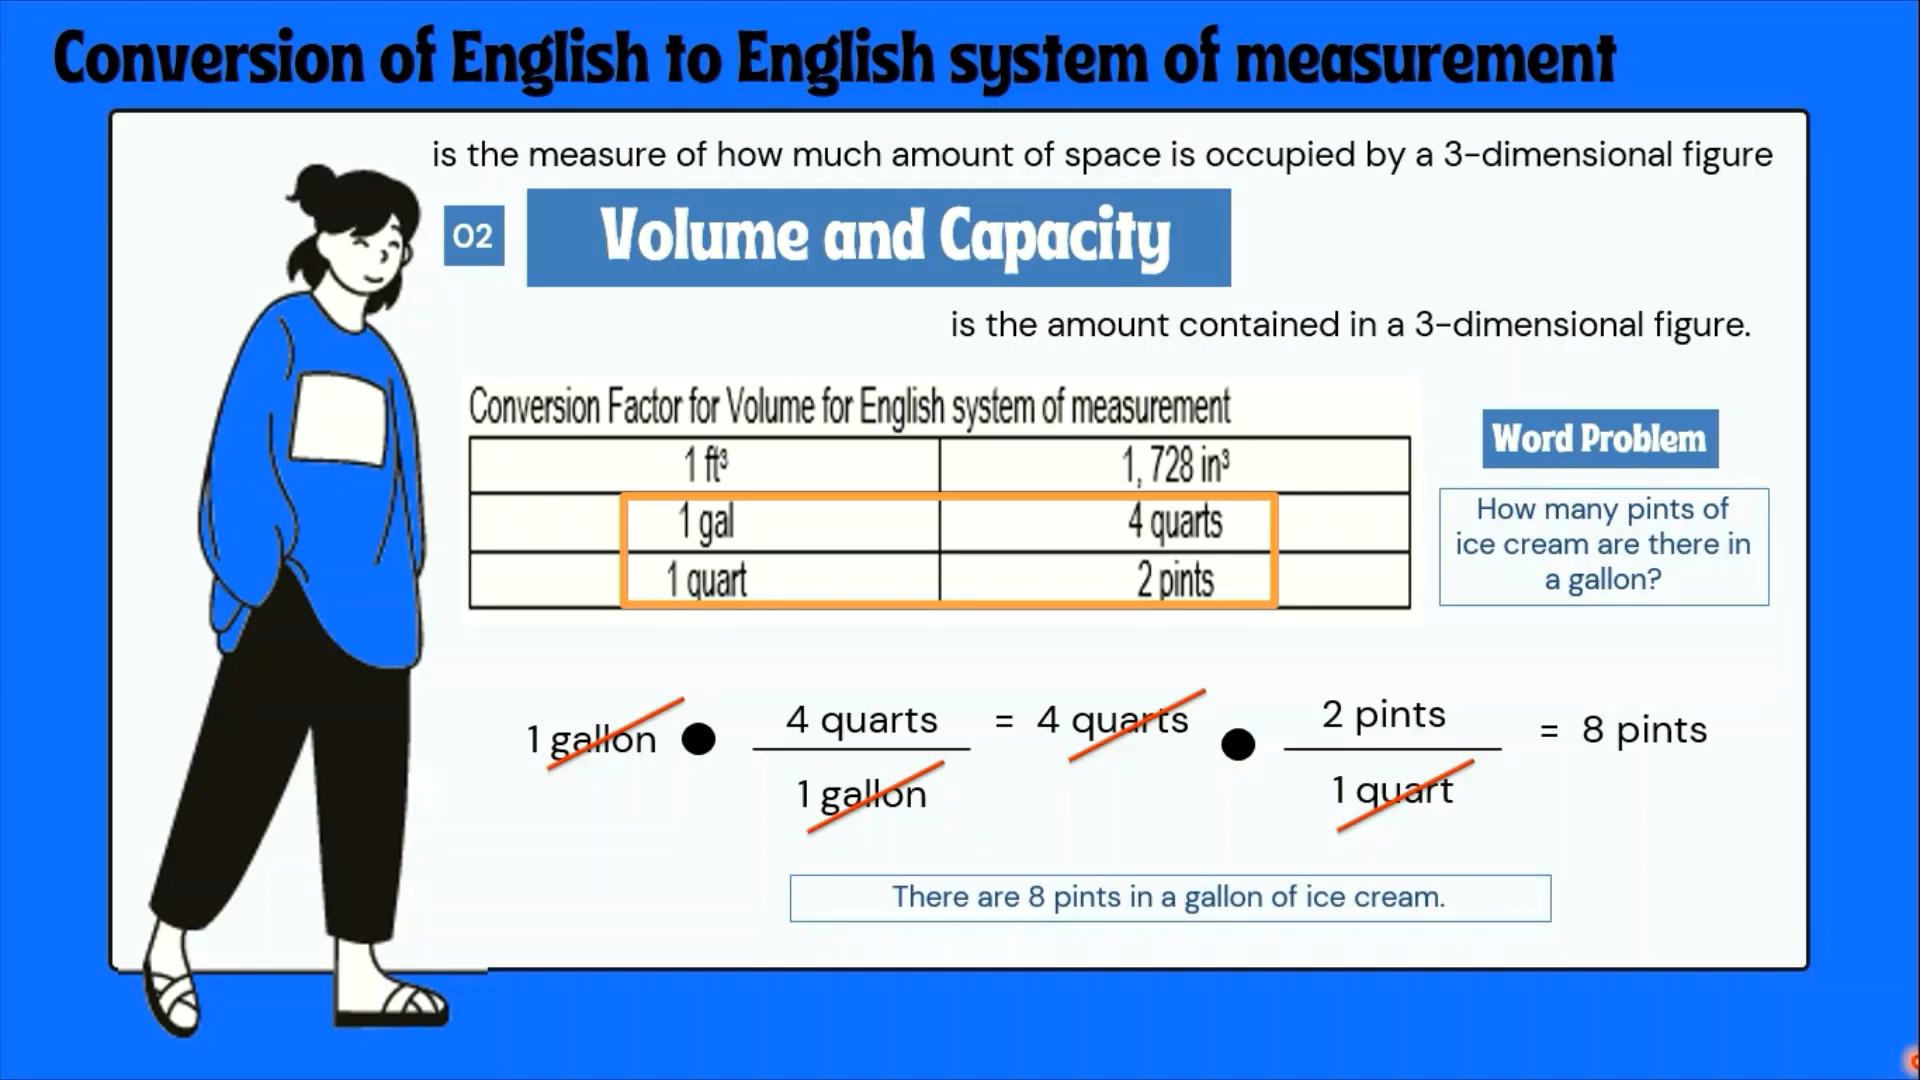 Conversion of English to English system of measurement
is the measure of how much amount of space is occupied by a 3-dimensional figure
02
Volume and Capacity
is the amount contained in a 3-dimensional figure.
Conversion Factor for Volume for English system of measurement
1 ft³ 1, 728 in³
1 gal 4 quarts
1 quart 2 pints
Word Problem
How many pints of
ice cream are there in
a gallon?
1 gallon ● 4 quarts = 4 quarts ● 2 pints = 8 pints
1 gallon 1 quart
There are 8 pints in a gallon of ice cream.